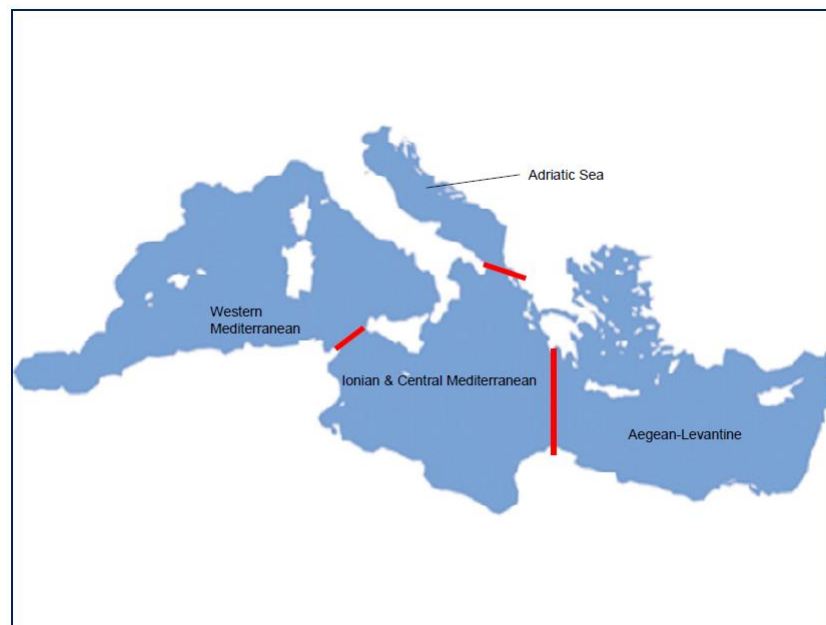 Adriatic Sea
Western
Mediterranean
Ionian & Central Mediterranean
Aegean-Levantine